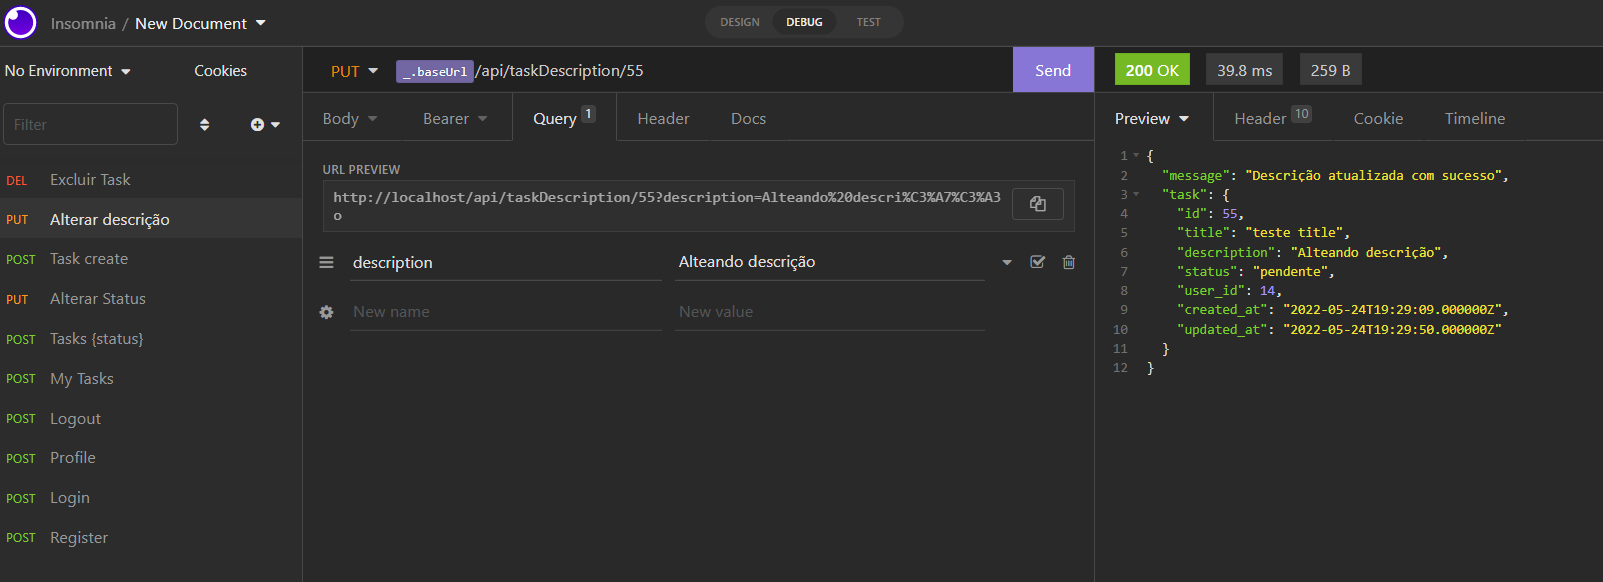 Insomnia / New Document
DESIGN DEBUG TEST
No Environment
Cookies
Filter
DEL Excluir Task
PUT Alterar descrição
POST Task create
PUT Alterar Status
POST Tasks {status}
POST My Tasks
POST Logout
POST Profile
POST Login
POST Register
PUT _.baseUrl/api/taskDescription/55
Send
Body Bearer Query 1 Header Docs
URL PREVIEW
http://localhost/api/taskDescription/55?description=Alteando%20descri%C3%A7%C3%A3
o
description Alteando descrição
New name New value
200 OK 39.8 ms 259 B
Preview Header 10 Cookie Timeline
1 {
2 "message": "Descrição atualizada com sucesso",
3 "task": {
4 "id": 55,
5 "title": "teste title",
6 "description": "Alteando descrição",
7 "status": "pendente",
8 "user_id": 14,
9 "created_at": "2022-05-24T19:29:09.000000Z",
10 "updated_at": "2022-05-24T19:29:50.000000Z"
11 }
12 }